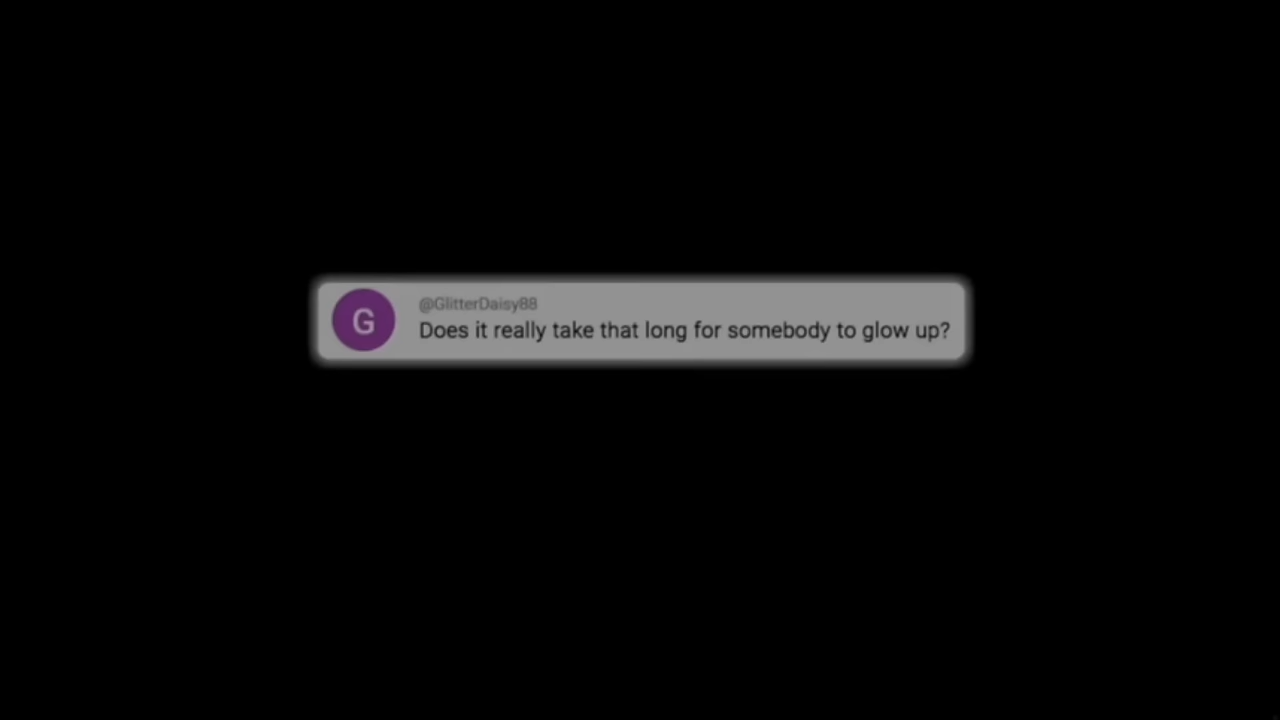 G
@GlitterDaisy88
Does it really take that long for somebody to glow up?